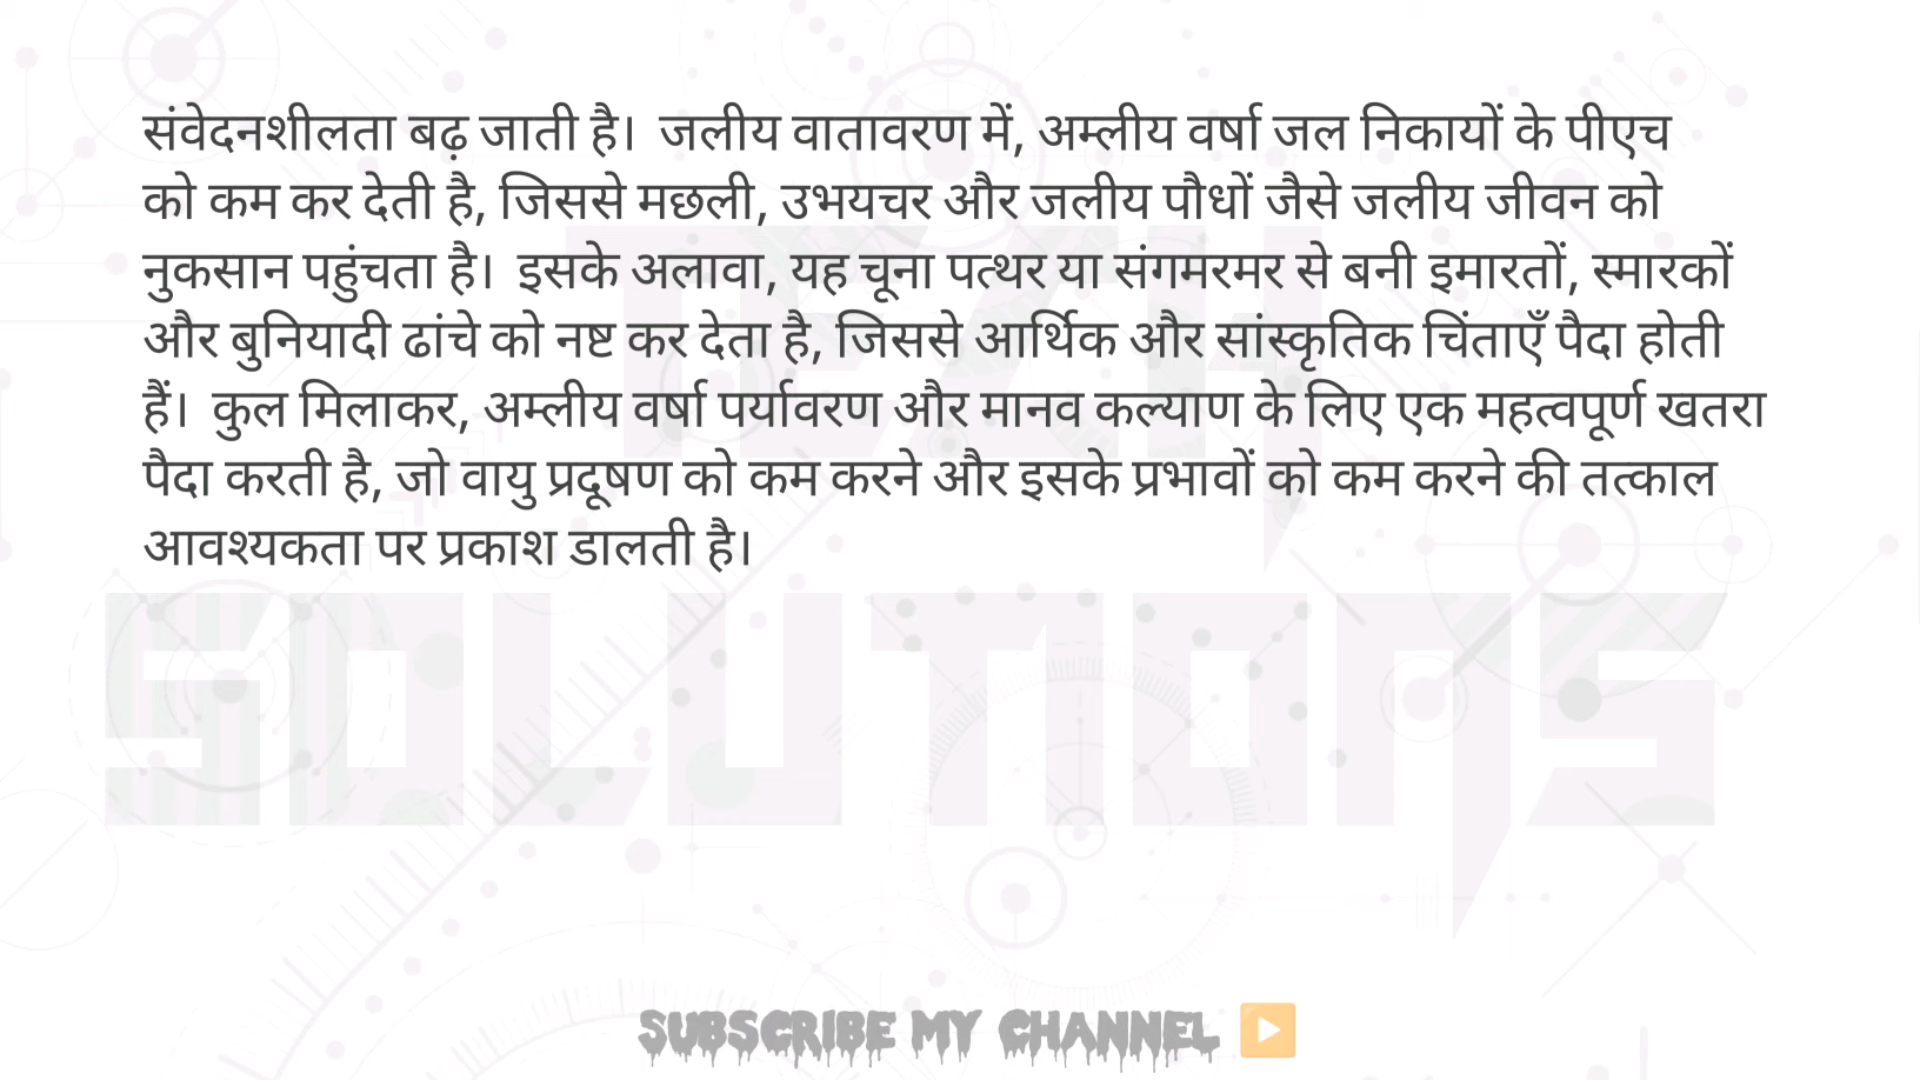 संवेदनशीलता बढ़ जाती है।  जलीय वातावरण में, अम्लीय वर्षा जल निकायों के पीएच
को कम कर देती है, जिससे मछली, उभयचर और जलीय पौधों जैसे जलीय जीवन को
नुकसान पहुंचता है।  इसके अलावा, यह चूना पत्थर या संगमरमर से बनी इमारतों, स्मारकों
और बुनियादी ढांचे को नष्ट कर देता है, जिससे आर्थिक और सांस्कृतिक चिंताएँ पैदा होती
हैं।  कुल मिलाकर, अम्लीय वर्षा पर्यावरण और मानव कल्याण के लिए एक महत्वपूर्ण खतरा
पैदा करती है, जो वायु प्रदूषण को कम करने और इसके प्रभावों को कम करने की तत्काल
आवश्यकता पर प्रकाश डालती है।
SOLUTIONS
SUBSCRIBE MY CHANNEL